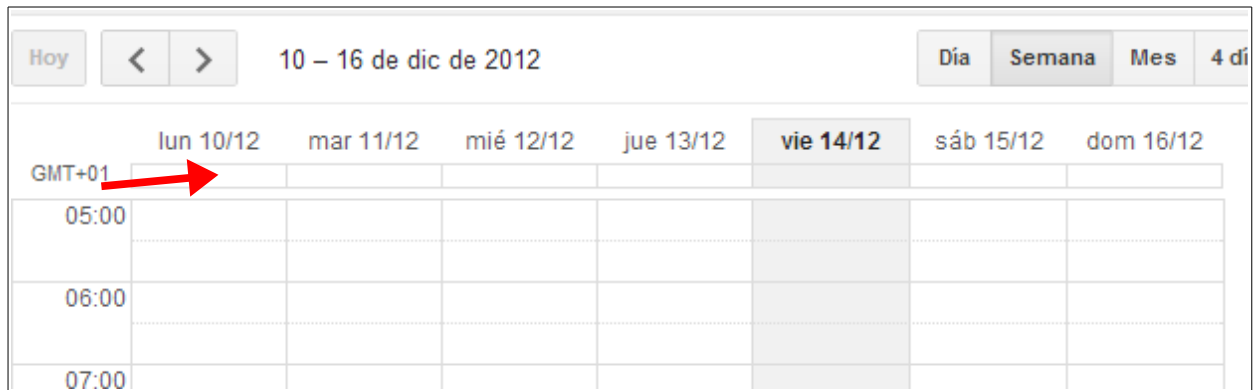 Hoy 10 – 16 de dic de 2012 Día Semana Mes 4 dí
lun 10/12 mar 11/12 mié 12/12 jue 13/12 vie 14/12 sáb 15/12 dom 16/12
GMT+01
05:00
06:00
07:00